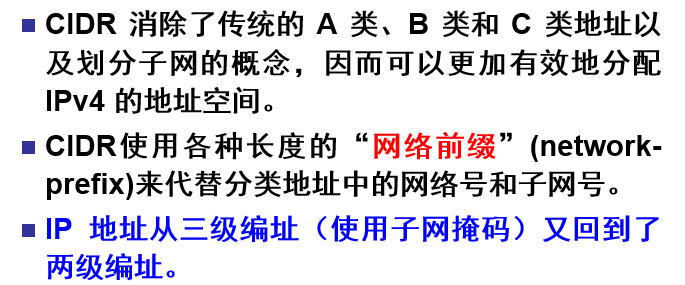 CIDR 消除了传统的 A 类、B 类和 C 类地址以
及划分子网的概念，因而可以更加有效地分配
IPv4 的地址空间。
CIDR使用各种长度的“网络前缀”(network-
prefix)来代替分类地址中的网络号和子网号。
IP 地址从三级编址（使用子网掩码）又回到了
两级编址。